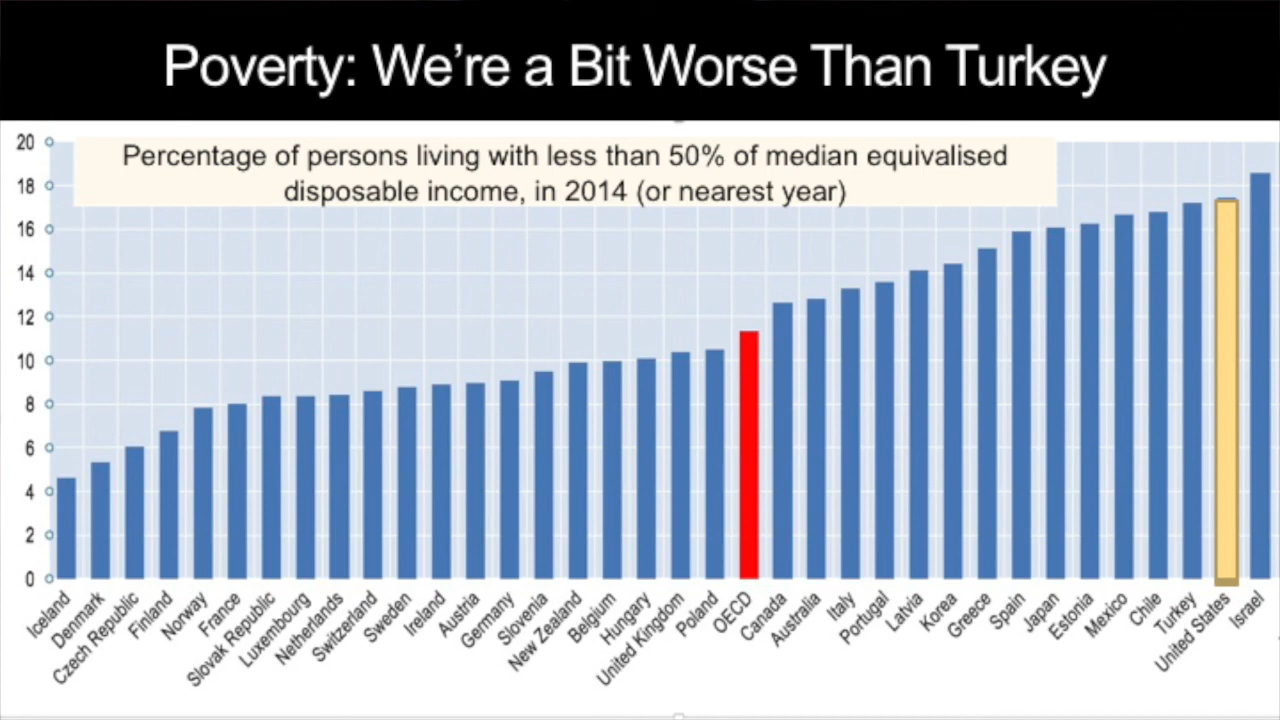 Poverty: We’re a Bit Worse Than Turkey
Percentage of persons living with less than 50% of median equivalised
disposable income, in 2014 (or nearest year)
20
18
16
14
12
10
8
6
4
2
0
Iceland
Denmark
Czech Republic
Finland
Norway
France
Slovak Republic
Luxembourg
Netherlands
Switzerland
Sweden
Ireland
Austria
Germany
Slovenia
New Zealand
Belgium
Hungary
United Kingdom
Poland
OECD
Canada
Australia
Italy
Portugal
Latvia
Korea
Greece
Spain
Japan
Estonia
Mexico
Chile
Turkey
United States
Israel